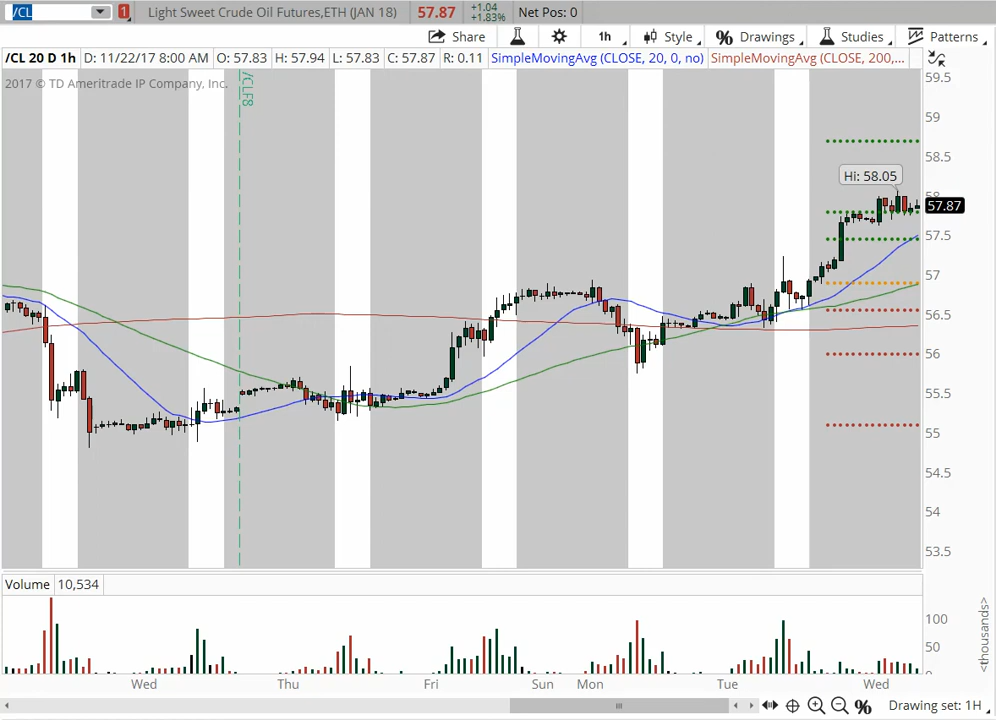 /CL 1 Light Sweet Crude Oil Futures,ETH (JAN 18) 57.87 +1.04 +1.83% Net Pos: 0
Share 1h Style % Drawings Studies Patterns
/CL 20 D 1h D: 11/22/17 8:00 AM O: 57.83 H: 57.94 L: 57.83 C: 57.87 R: 0.11 SimpleMovingAvg (CLOSE, 20, 0, no) SimpleMovingAvg (CLOSE, 200,...
2017 © TD Ameritrade IP Company, Inc.
/CLF8
59.5
59
58.5
Hi: 58.05
58
57.87
57.5
57
56.5
56
55.5
55
54.5
54
53.5
Volume 10,534
100
50
0
<thousands>
Wed Thu Fri Sun Mon Tue Wed
% Drawing set: 1H